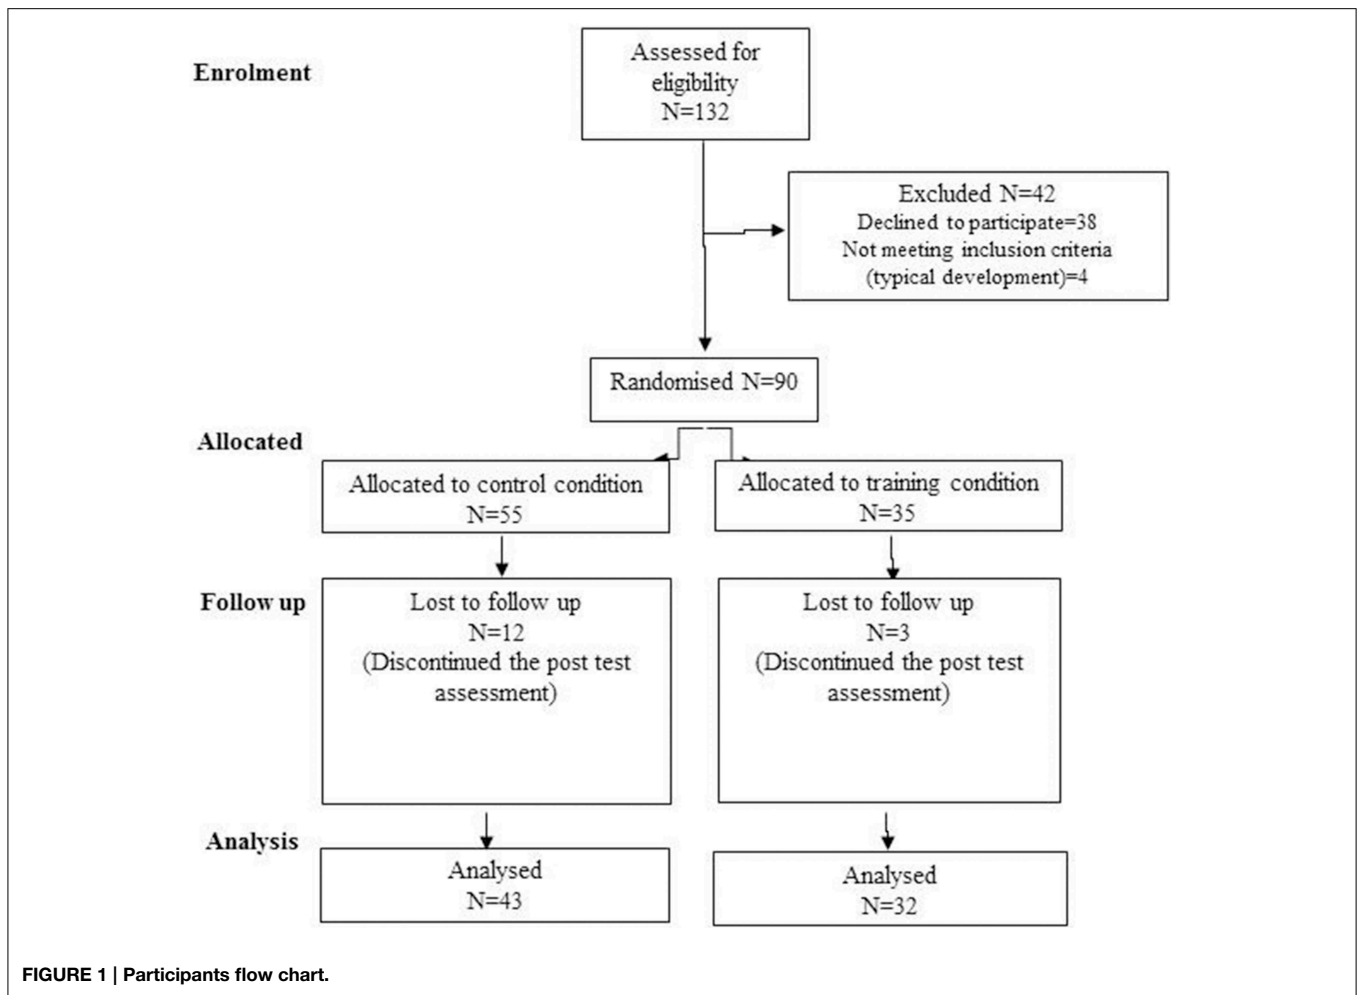 Enrolment
Assessed for
eligibility
N=132
Excluded N=42
Declined to participate=38
Not meeting inclusion criteria
(typical development)=4
Randomised N=90
Allocated
Allocated to control condition
N=55
Allocated to training condition
N=35
Follow up
Lost to follow up
N=12
(Discontinued the post test
assessment)
Lost to follow up
N=3
(Discontinued the post test
assessment)
Analysis
Analysed
N=43
Analysed
N=32
FIGURE 1 | Participants flow chart.